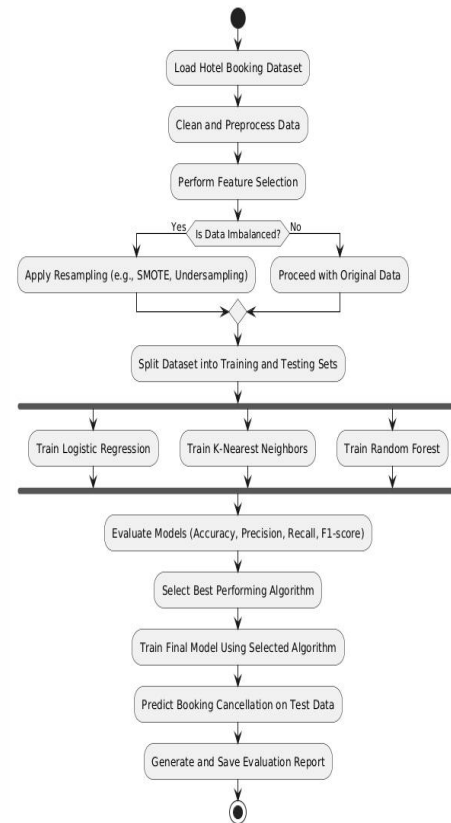 Load Hotel Booking Dataset
Clean and Preprocess Data
Perform Feature Selection
Yes
Is Data Imbalanced?
No
Apply Resampling (e.g., SMOTE, Undersampling)
Proceed with Original Data
Split Dataset into Training and Testing Sets
Train Logistic Regression
Train K-Nearest Neighbors
Train Random Forest
Evaluate Models (Accuracy, Precision, Recall, F1-score)
Select Best Performing Algorithm
Train Final Model Using Selected Algorithm
Predict Booking Cancellation on Test Data
Generate and Save Evaluation Report